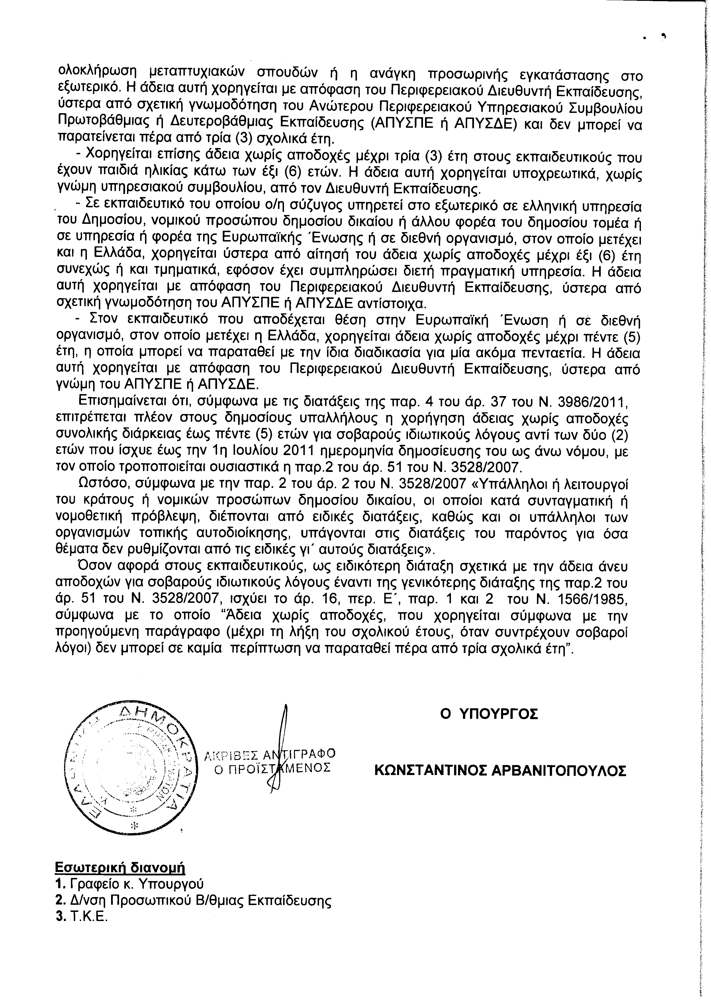 ολοκλήρωση μεταπτυχιακών σπουδών ή η ανάγκη προσωρινής εγκατάστασης στο
εξωτερικό. Η άδεια αυτή χορηγείται με απόφαση του Περιφερειακού Διευθυντή Εκπαίδευσης,
ύστερα από σχετική γνωμοδότηση του Ανώτερου Περιφερειακού Υπηρεσιακού Συμβουλίου
Πρωτοβάθμιας ή Δευτεροβάθμιας Εκπαίδευσης (ΑΠΥΣΠΕ ή ΑΠΥΣΔΕ) και δεν μπορεί να
παρατείνεται πέρα από τρία (3) σχολικά έτη.
- Χορηγείται επίσης άδεια χωρίς αποδοχές μέχρι τρία (3) έτη στους εκπαιδευτικούς που
έχουν παιδιά ηλικίας κάτω των έξι (6) ετών. Η άδεια αυτή χορηγείται υποχρεωτικά, χωρίς
γνώμη υπηρεσιακού συμβουλίου, από τον Διευθυντή Εκπαίδευσης.
- Σε εκπαιδευτικό του οποίου ο/η σύζυγος υπηρετεί στο εξωτερικό σε ελληνική υπηρεσία
του Δημοσίου, νομικού προσώπου δημοσίου δικαίου ή άλλου φορέα του δημοσίου τομέα ή
σε υπηρεσία ή φορέα της Ευρωπαϊκής Ένωσης ή σε διεθνή οργανισμό, στον οποίο μετέχει
και η Ελλάδα, χορηγείται ύστερα από αίτησή του άδεια χωρίς αποδοχές μέχρι έξι (6) έτη
συνεχώς ή και τμηματικά, εφόσον έχει συμπληρώσει διετή πραγματική υπηρεσία. Η άδεια
αυτή χορηγείται με απόφαση του Περιφερειακού Διευθυντή Εκπαίδευσης, ύστερα από
σχετική γνωμοδότηση του ΑΠΥΣΠΕ ή ΑΠΥΣΔΕ αντίστοιχα.
- Στον εκπαιδευτικό που αποδέχεται θέση στην Ευρωπαϊκή Ένωση ή σε διεθνή
οργανισμό, στον οποίο μετέχει η Ελλάδα, χορηγείται άδεια χωρίς αποδοχές μέχρι πέντε (5)
έτη, η οποία μπορεί να παραταθεί με την ίδια διαδικασία για μία ακόμα πενταετία. Η άδεια
αυτή χορηγείται με απόφαση του Περιφερειακού Διευθυντή Εκπαίδευσης, ύστερα από
γνώμη του ΑΠΥΣΠΕ ή ΑΠΥΣΔΕ.
Επισημαίνεται ότι, σύμφωνα με τις διατάξεις της παρ. 4 του άρ. 37 του Ν. 3986/2011,
επιτρέπεται πλέον στους δημοσίους υπαλλήλους η χορήγηση άδειας χωρίς αποδοχές
συνολικής διάρκειας έως πέντε (5) ετών για σοβαρούς ιδιωτικούς λόγους αντί των δύο (2)
ετών που ίσχυε έως την 1η Ιουλίου 2011 ημερομηνία δημοσίευσης του ως άνω νόμου, με
τον οποίο τροποποιείται ουσιαστικά η παρ.2 του άρ. 51 του Ν. 3528/2007.
Ωστόσο, σύμφωνα με την παρ. 2 του άρ. 2 του Ν. 3528/2007 «Υπάλληλοι ή λειτουργοί
του κράτους ή νομικών προσώπων δημοσίου δικαίου, οι οποίοι κατά συνταγματική ή
νομοθετική πρόβλεψη, διέπονται από ειδικές διατάξεις, καθώς και οι υπάλληλοι των
οργανισμών τοπικής αυτοδιοίκησης, υπάγονται στις διατάξεις του παρόντος για όσα
θέματα δεν ρυθμίζονται από τις ειδικές γι΄ αυτούς διατάξεις».
Όσον αφορά στους εκπαιδευτικούς, ως ειδικότερη διάταξη σχετικά με την άδεια άνευ
αποδοχών για σοβαρούς ιδιωτικούς λόγους έναντι της γενικότερης διάταξης της παρ.2 του
άρ. 51 του Ν. 3528/2007, ισχύει το άρ. 16, περ. Ε΄, παρ. 1 και 2 του Ν. 1566/1985,
σύμφωνα με το οποίο “Άδεια χωρίς αποδοχές, που χορηγείται σύμφωνα με την
προηγούμενη παράγραφο (μέχρι τη λήξη του σχολικού έτους, όταν συντρέχουν σοβαροί
λόγοι) δεν μπορεί σε καμία περίπτωση να παραταθεί πέρα από τρία σχολικά έτη”.
Ο ΥΠΟΥΡΓΟΣ
ΕΛΛΗΝΙΚΗ ΔΗΜΟΚΡΑΤΙΑ
ΑΚΡΙΒΕΣ ΑΝΤΙΓΡΑΦΟ
Ο ΠΡΟΪΣΤΑΜΕΝΟΣ
ΚΩΝΣΤΑΝΤΙΝΟΣ ΑΡΒΑΝΙΤΟΠΟΥΛΟΣ
Εσωτερική διανομή
1. Γραφείο κ. Υπουργού
2. Δ/νση Προσωπικού Β/θμιας Εκπαίδευσης
3. Τ.Κ.Ε.